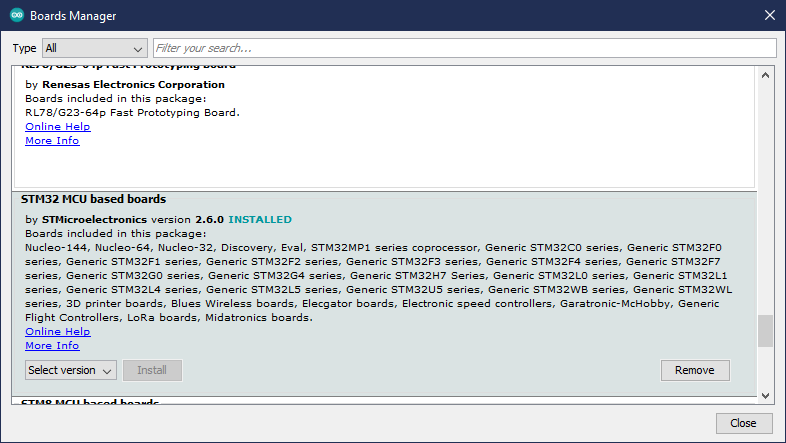 Boards Manager
Type All Filter your search...
RL78/G23-64p Fast Prototyping Board
by Renesas Electronics Corporation
Boards included in this package:
RL78/G23-64p Fast Prototyping Board.
Online Help
More Info
STM32 MCU based boards
by STMicroelectronics version 2.6.0 INSTALLED
Boards included in this package:
Nucleo-144, Nucleo-64, Nucleo-32, Discovery, Eval, STM32MP1 series coprocessor, Generic STM32C0 series, Generic STM32F0
series, Generic STM32F1 series, Generic STM32F2 series, Generic STM32F3 series, Generic STM32F4 series, Generic STM32F7
series, Generic STM32G0 series, Generic STM32G4 series, Generic STM32H7 Series, Generic STM32L0 series, Generic STM32L1
series, Generic STM32L4 series, Generic STM32L5 series, Generic STM32U5 series, Generic STM32WB series, Generic STM32WL
series, 3D printer boards, Blues Wireless boards, Elecgator boards, Electronic speed controllers, Garatronic-McHobby, Generic
Flight Controllers, LoRa boards, Midatronics boards.
Online Help
More Info
Select version Install Remove
STM8 MCU based boards
Close